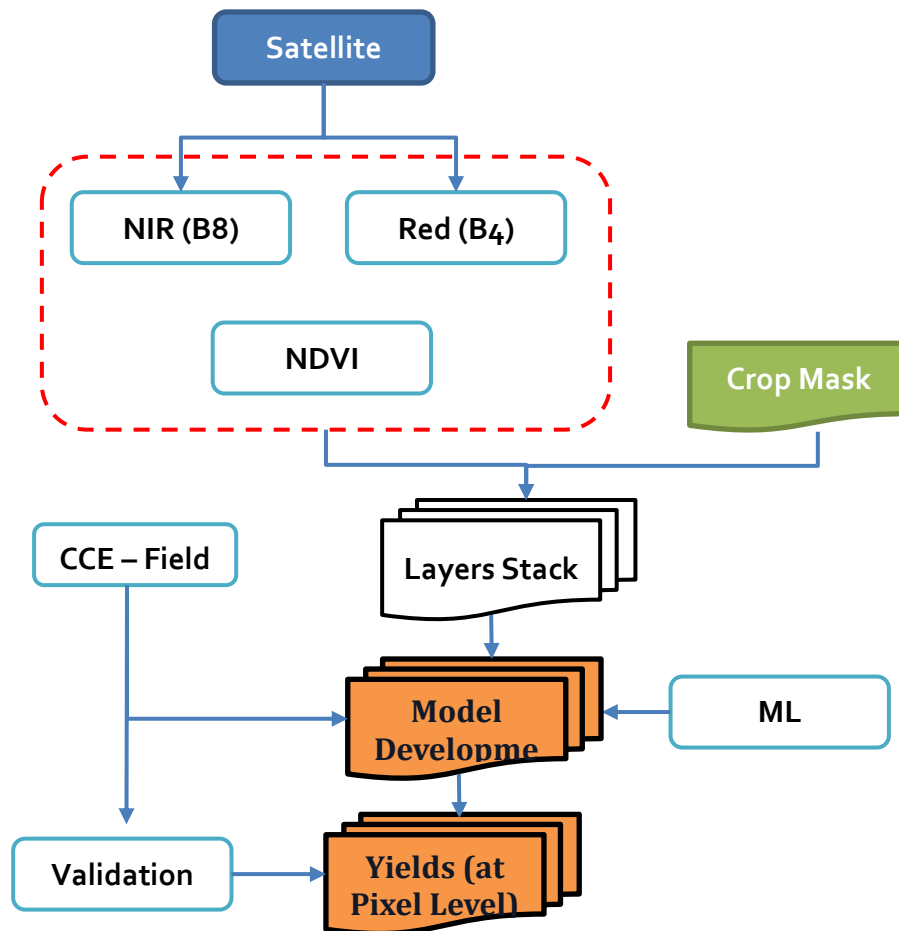 Satellite
NIR (B8)
Red (B4)
NDVI
Crop Mask
Layers Stack
CCE – Field
Model
Developme
ML
Validation
Yields (at
Pixel Level)